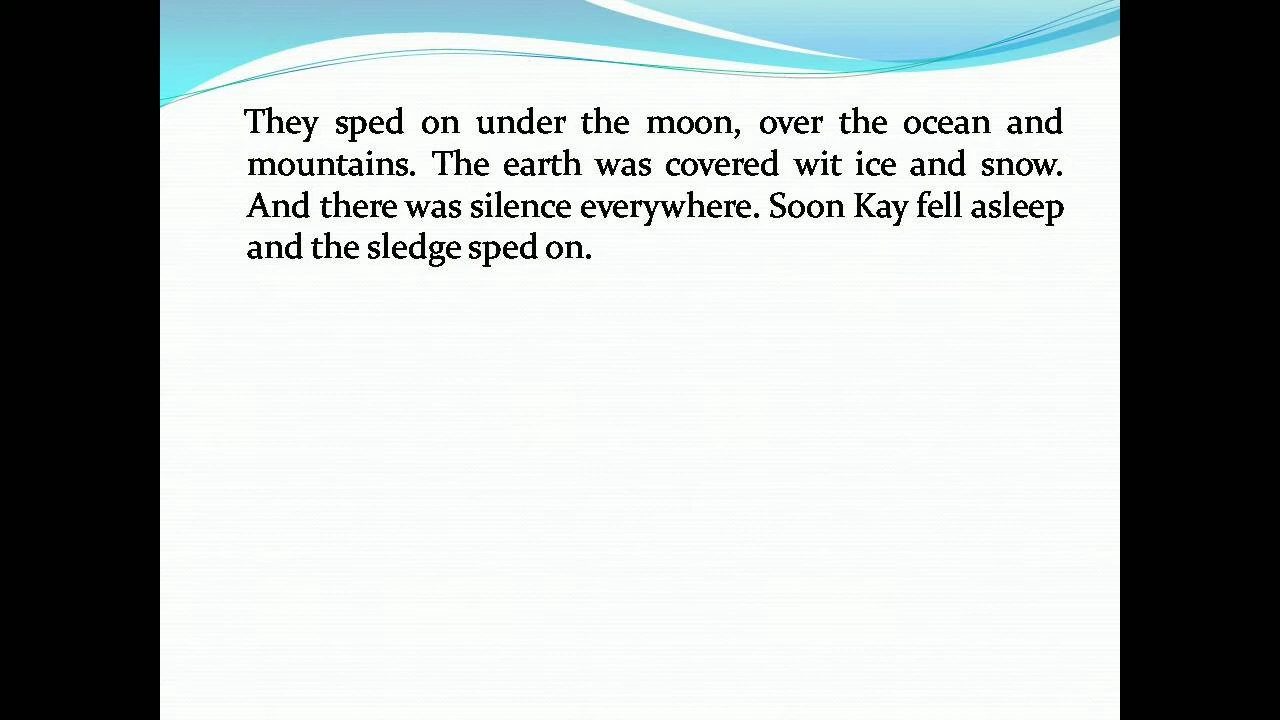 They sped on under the moon, over the ocean and
mountains. The earth was covered wit ice and snow.
And there was silence everywhere. Soon Kay fell asleep
and the sledge sped on.